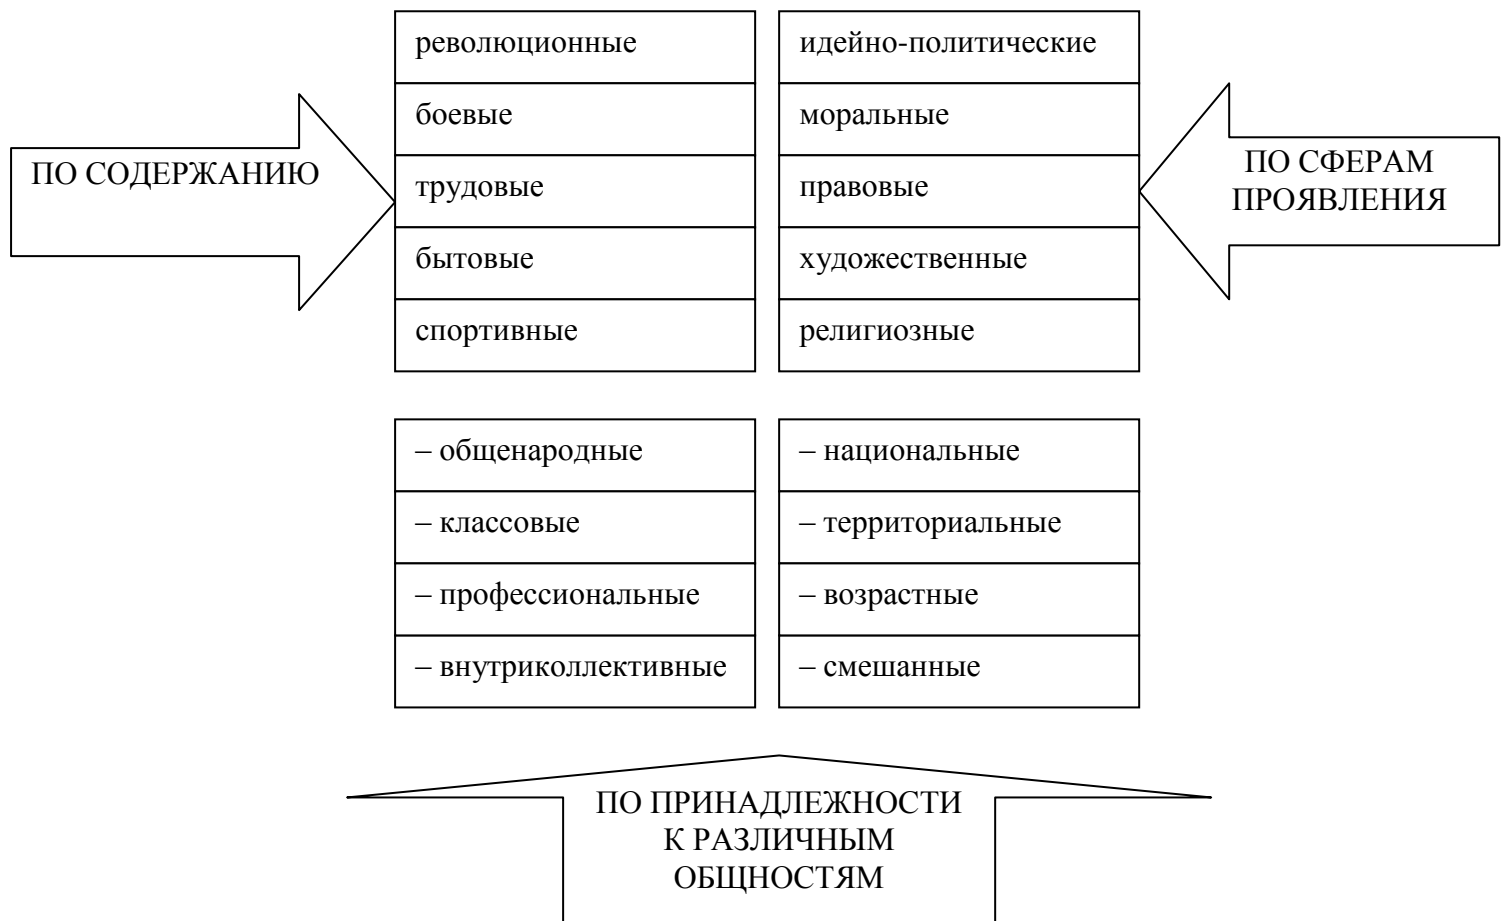 ПО СОДЕРЖАНИЮ
революционные
боевые
трудовые
бытовые
спортивные
идейно-политические
моральные
правовые
художественные
религиозные
ПО СФЕРАМ
ПРОЯВЛЕНИЯ
– общенародные
– классовые
– профессиональные
– внутриколлективные
– национальные
– территориальные
– возрастные
– смешанные
ПО ПРИНАДЛЕЖНОСТИ
К РАЗЛИЧНЫМ
ОБЩНОСТЯМ